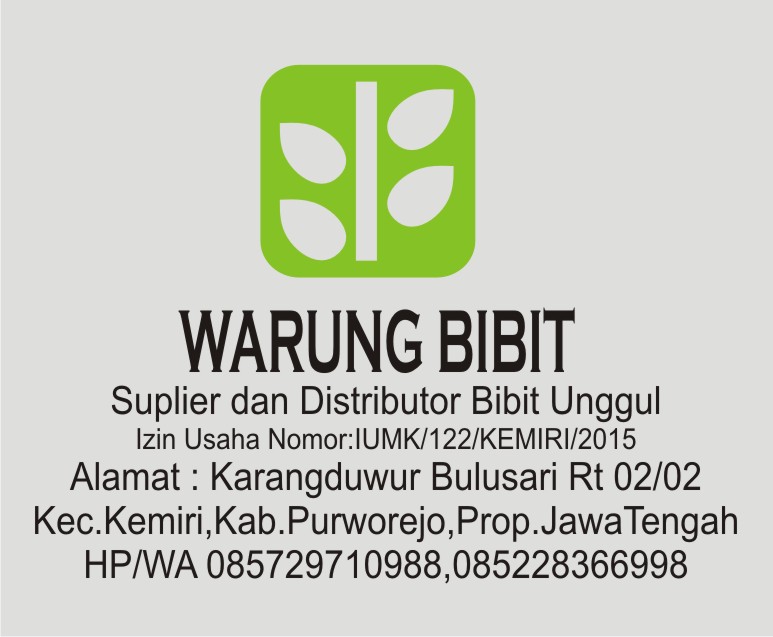 WARUNG BIBIT
Suplier dan Distributor Bibit Unggul
Izin Usaha Nomor:IUMK/122/KEMIRI/2015
Alamat : Karangduwur Bulusari Rt 02/02
Kec.Kemiri,Kab.Purworejo,Prop.JawaTengah
HP/WA 085729710988,085228366998